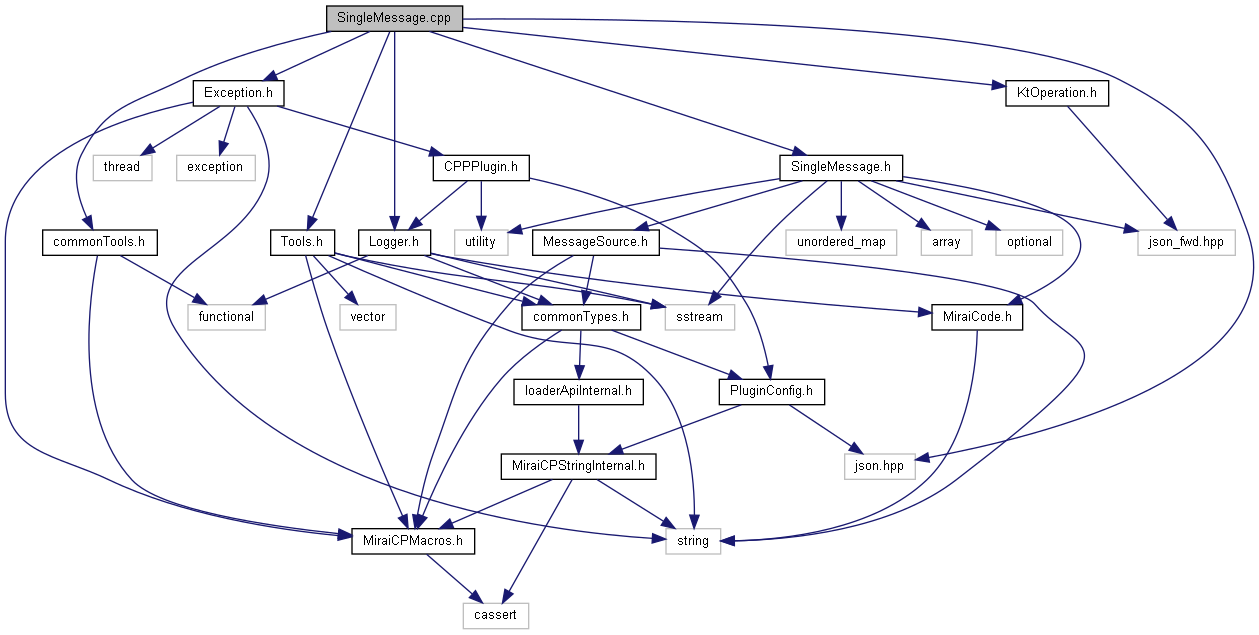 SingleMessage.cpp
Exception.h
KtOperation.h
thread
exception
CPPPlugin.h
SingleMessage.h
commonTools.h
Tools.h
Logger.h
utility
MessageSource.h
unordered_map
array
optional
json_fwd.hpp
functional
vector
commonTypes.h
sstream
MiraiCode.h
loaderApiInternal.h
PluginConfig.h
MiraiCPStringInternal.h
json.hpp
MiraiCPMacros.h
string
cassert